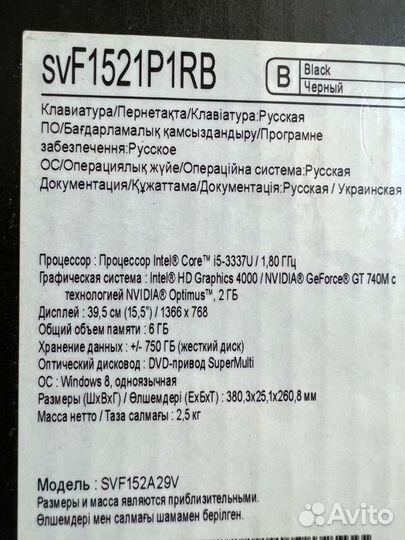 SVF1521P1RB
B
Black
Черный
Клавиатура/Пернетақта/Клавіатура:Русская
ПО/Бағдарламалық қамсыздандыру/Програмне
забезпечення:Русское
ОС/Операциялық жүйе/Операційна система:Русская
Документация/Құжаттама/Документація:Русская / Украинская
Процессор : Процессор Intel® Core™ i5-3337U / 1,80 ГГц
Графическая система : Intel® HD Graphics 4000 / NVIDIA® GeForce® GT 740M с
технологией NVIDIA® Optimus™, 2 ГБ
Дисплей : 39,5 см (15,5") / 1366 x 768
Общий объем памяти : 6 ГБ
Хранение данных : +/- 750 ГБ (жесткий диск)
Оптический дисковод : DVD-привод SuperMulti
ОС : Windows 8, одноязычная
Размеры (ШxВxГ) / Өлшемдері (ЕxБxТ) : 380,3x25,1x260,8 мм
Масса нетто / Таза салмағы : 2,5 кг
Модель : SVF152A29V
Размеры и масса являются приблизительными.
Өлшемдері мен салмағы шамамен берілген.
Avito